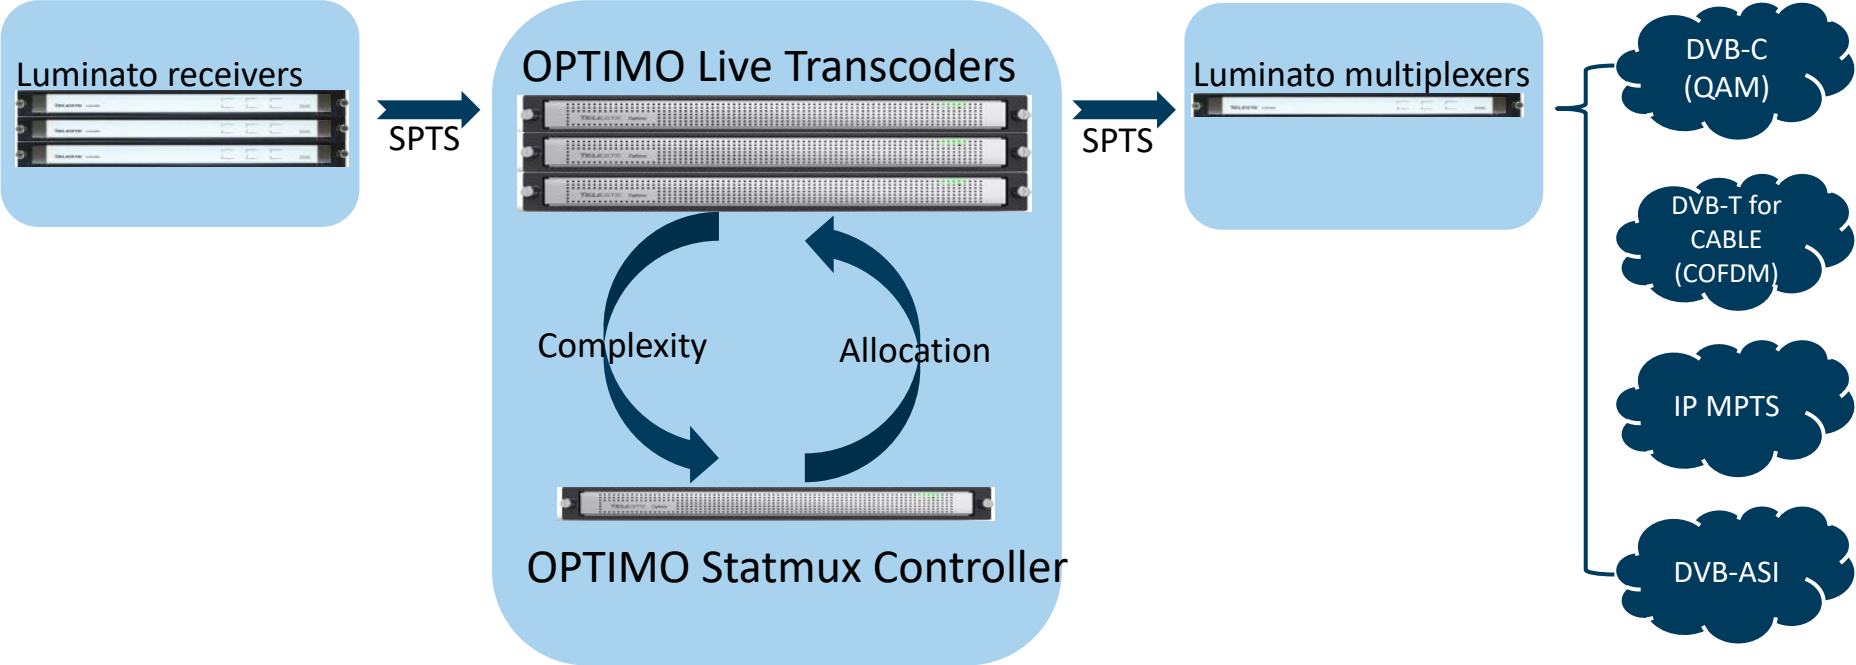 Luminato receivers
SPTS
OPTIMO Live Transcoders
Complexity
Allocation
OPTIMO Statmux Controller
SPTS
Luminato multiplexers
DVB-C
(QAM)
DVB-T for
CABLE
(COFDM)
IP MPTS
DVB-ASI